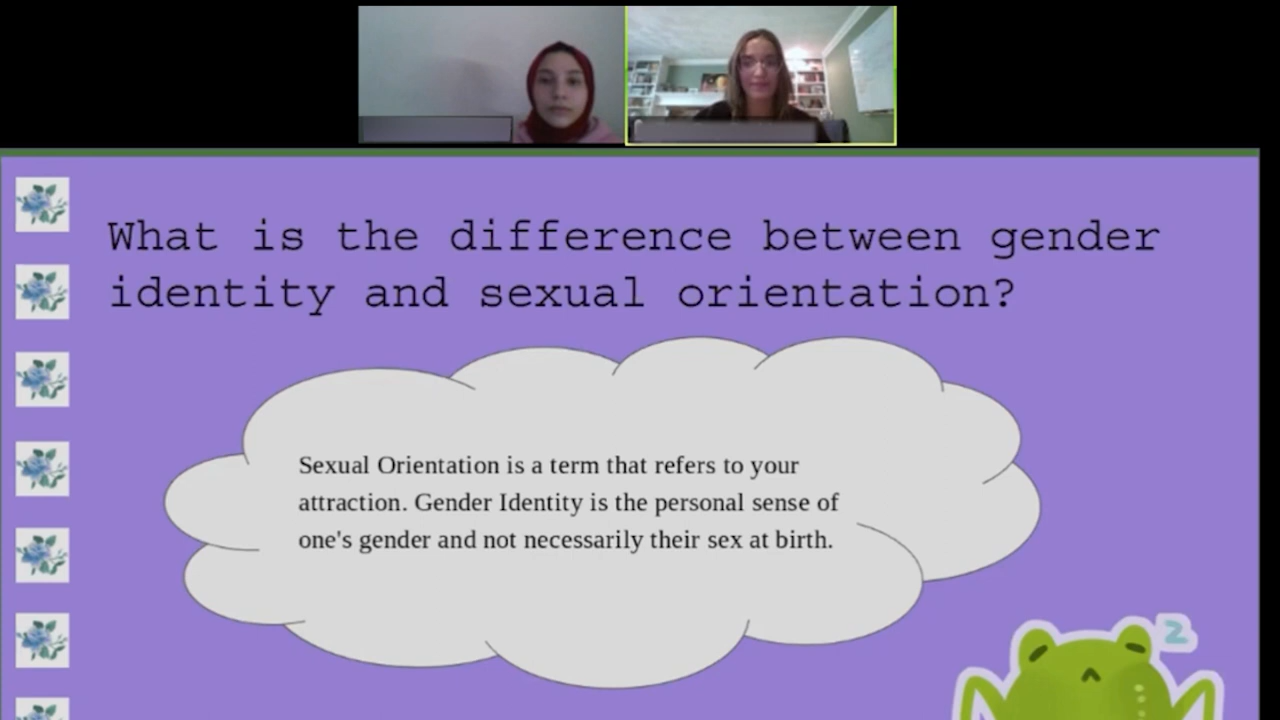 What is the difference between gender
identity and sexual orientation?
Sexual Orientation is a term that refers to your
attraction. Gender Identity is the personal sense of
one's gender and not necessarily their sex at birth.
z